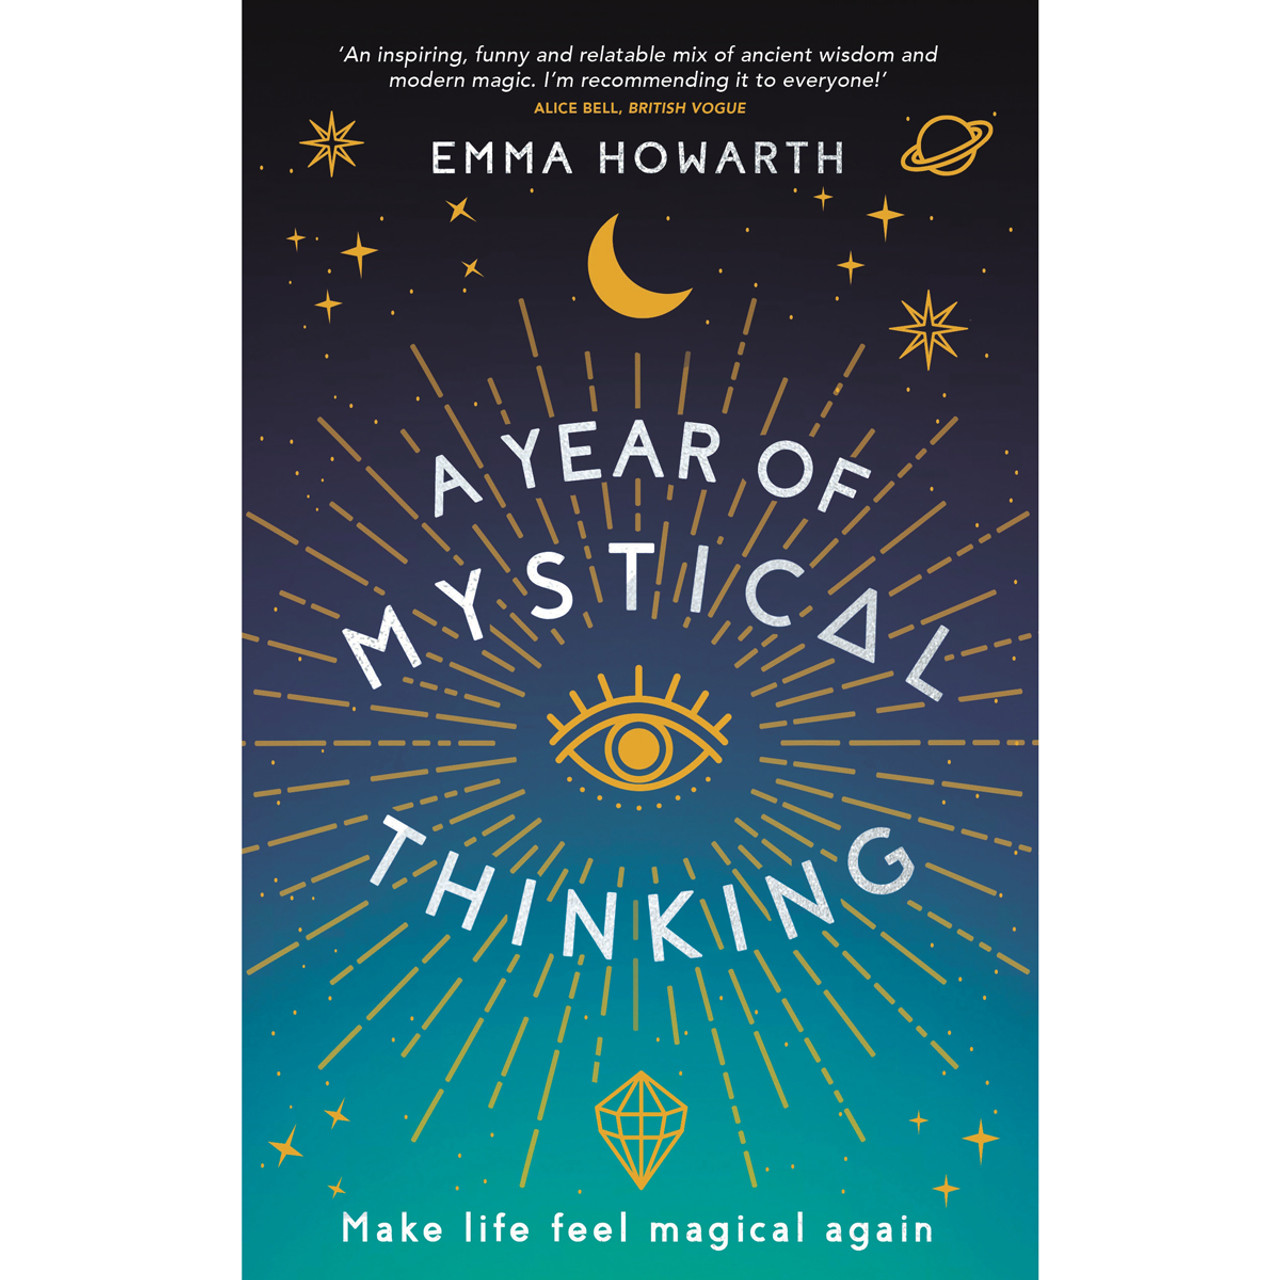 ‘An inspiring, funny and relatable mix of ancient wisdom and
modern magic. I’m recommending it to everyone!’
ALICE BELL, BRITISH VOGUE
EMMA HOWARTH
A YEAR OF
MYSTICAL
THINKING
Make life feel magical again